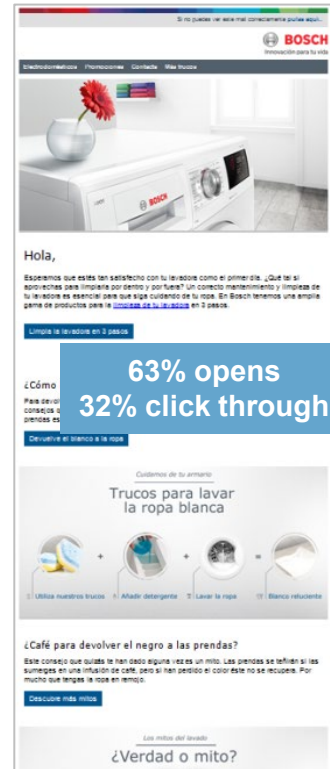 Si no puedes ver este mail correctamente pulsa aquí.
BOSCH
Innovación para tu vida
Electrodomésticos Promociones Contacto Más trucos
BOSCH
Hola,
Esperamos que estés tan satisfecho con tu lavadora como el primer día. ¿Qué tal si
aprovechas para limpiarla por dentro y por fuera? Un correcto mantenimiento y limpieza de
tu lavadora es esencial para que siga cuidando de tu ropa. En Bosch tenemos una amplia
gama de productos para la limpieza de tu lavadora en 3 pasos.
Limpia la lavadora en 3 pasos
63% opens
32% click through
¿Cómo
Para devol
consejos q
prendas es
Devuelve el blanco a la ropa
Cuidamos de tu armario
Trucos para lavar
la ropa blanca
+ + =
Utiliza nuestros trucos Añadir detergente Lavar la ropa Blanco reluciente
¿Café para devolver el negro a las prendas?
Este consejo que quizás te han dado alguna vez es un mito. Las prendas se teñirán si las
sumerges en una infusión de café, pero si han perdido el color éste no se recupera. Por
mucho que tengas la ropa en remojo.
Descubre más mitos
Los mitos del lavado
¿Verdad o mito?